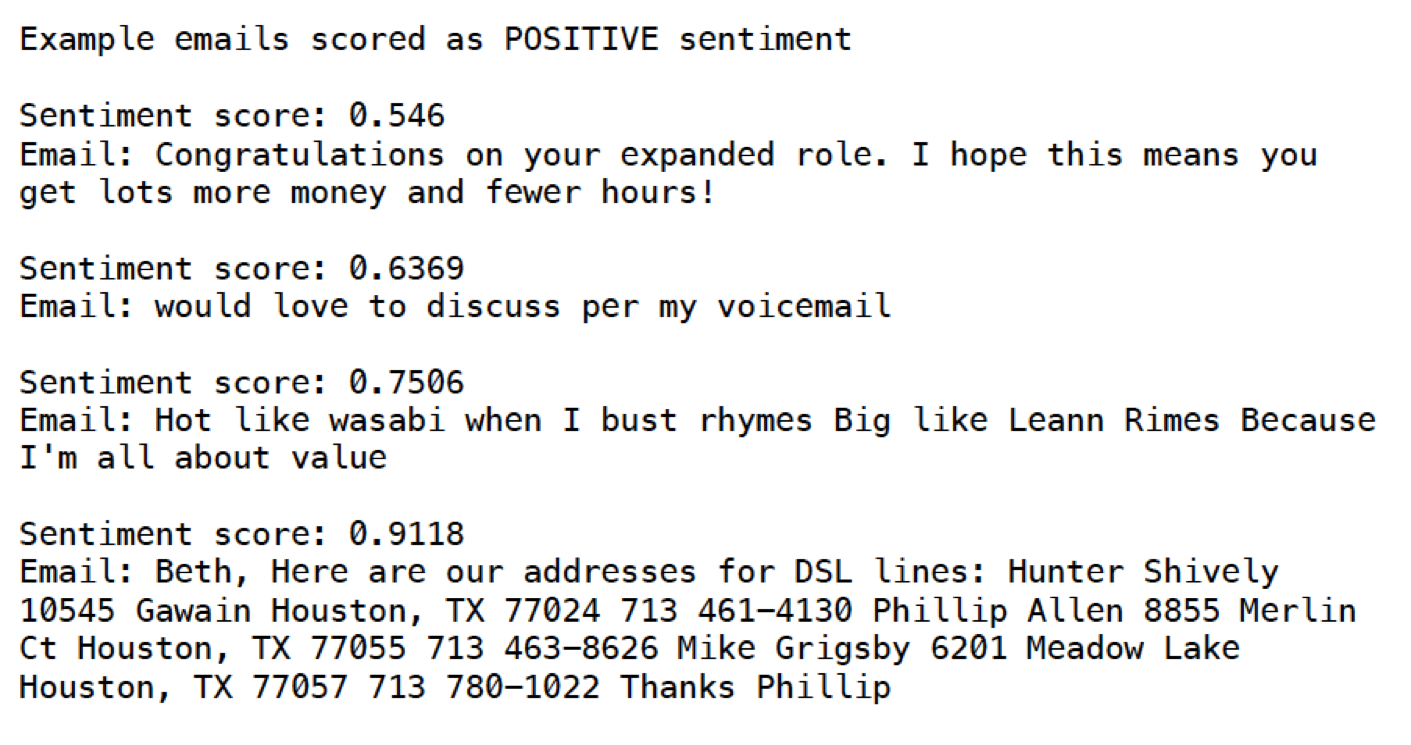 Example emails scored as POSITIVE sentiment
Sentiment score: 0.546
Email: Congratulations on your expanded role. I hope this means you
get lots more money and fewer hours!
Sentiment score: 0.6369
Email: would love to discuss per my voicemail
Sentiment score: 0.7506
Email: Hot like wasabi when I bust rhymes Big like Leann Rimes Because
I'm all about value
Sentiment score: 0.9118
Email: Beth, Here are our addresses for DSL lines: Hunter Shively
10545 Gawain Houston, TX 77024 713 461-4130 Phillip Allen 8855 Merlin
Ct Houston, TX 77055 713 463-8626 Mike Grigsby 6201 Meadow Lake
Houston, TX 77057 713 780-1022 Thanks Phillip